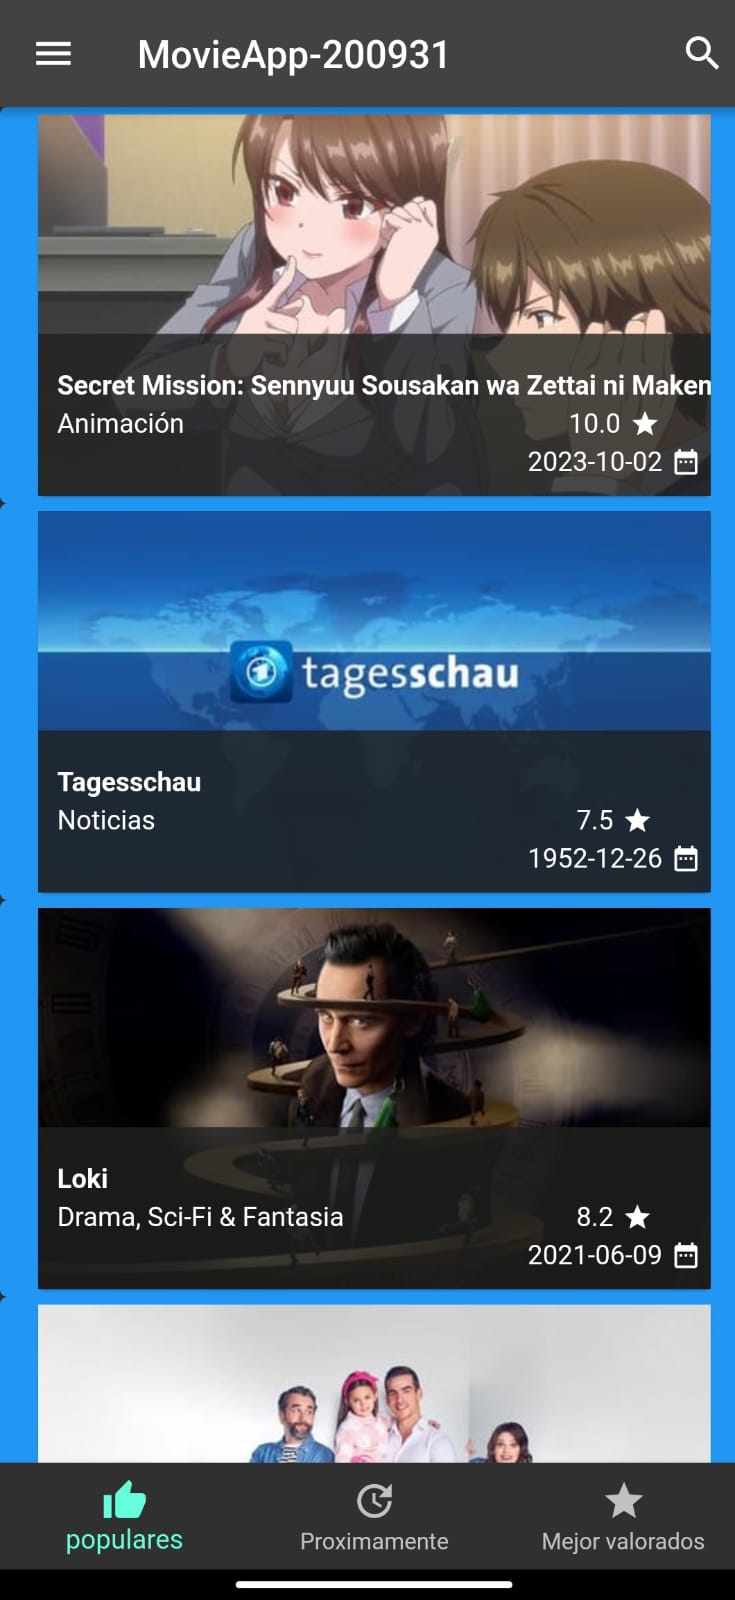 MovieApp-200931
Secret Mission: Sennyuu Sousakan wa Zettai ni Maken
Animación
10.0
2023-10-02
tagesschau
Tagesschau
Noticias
7.5
1952-12-26
Loki
Drama, Sci-Fi & Fantasia
8.2
2021-06-09
populares
Proximamente
Mejor valorados